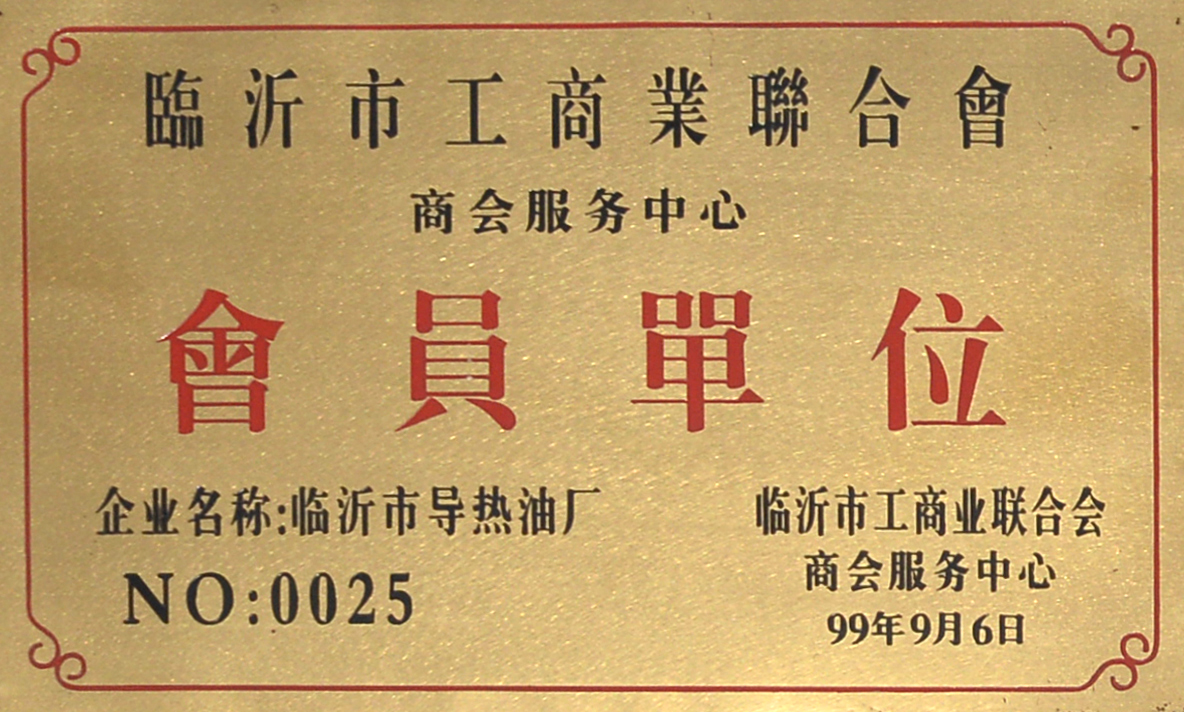 臨沂市工商業聯合會
商会服务中心
會員單位
企业名称:临沂市导热油厂
NO:0025
临沂市工商业联合会
商会服务中心
99年9月6日